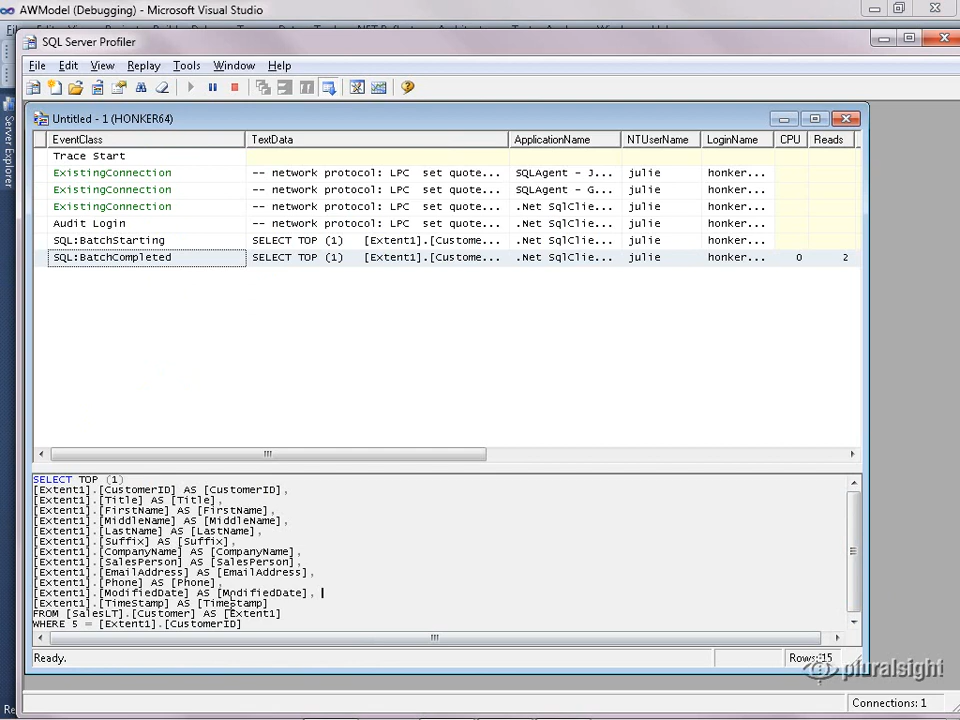 AWModel (Debugging) - Microsoft Visual Studio
SQL Server Profiler
File Edit View Replay Tools Window Help
Server Explorer
Untitled - 1 (HONKER64)
EventClass TextData ApplicationName NTUserName LoginName CPU Reads
Trace Start
ExistingConnection -- network protocol: LPC set quote... SQLAgent - J... julie honker...
ExistingConnection -- network protocol: LPC set quote... SQLAgent - G... julie honker...
ExistingConnection -- network protocol: LPC set quote... .Net SqlClie... julie honker...
Audit Login -- network protocol: LPC set quote... .Net SqlClie... julie honker...
SQL:BatchStarting SELECT TOP (1) [Extent1].[Custome... .Net SqlClie... julie honker...
SQL:BatchCompleted SELECT TOP (1) [Extent1].[Custome... .Net SqlClie... julie honker... 0 2
SELECT TOP (1)
[Extent1].[CustomerID] AS [CustomerID],
[Extent1].[Title] AS [Title],
[Extent1].[FirstName] AS [FirstName],
[Extent1].[MiddleName] AS [MiddleName],
[Extent1].[LastName] AS [LastName],
[Extent1].[Suffix] AS [Suffix],
[Extent1].[CompanyName] AS [CompanyName],
[Extent1].[SalesPerson] AS [SalesPerson],
[Extent1].[EmailAddress] AS [EmailAddress],
[Extent1].[Phone] AS [Phone],
[Extent1].[ModifiedDate] AS [ModifiedDate],
[Extent1].[TimeStamp] AS [TimeStamp]
FROM [SalesLT].[Customer] AS [Extent1]
WHERE 5 = [Extent1].[CustomerID]
Ready. Rows: 15
pluralsight
Connections: 1